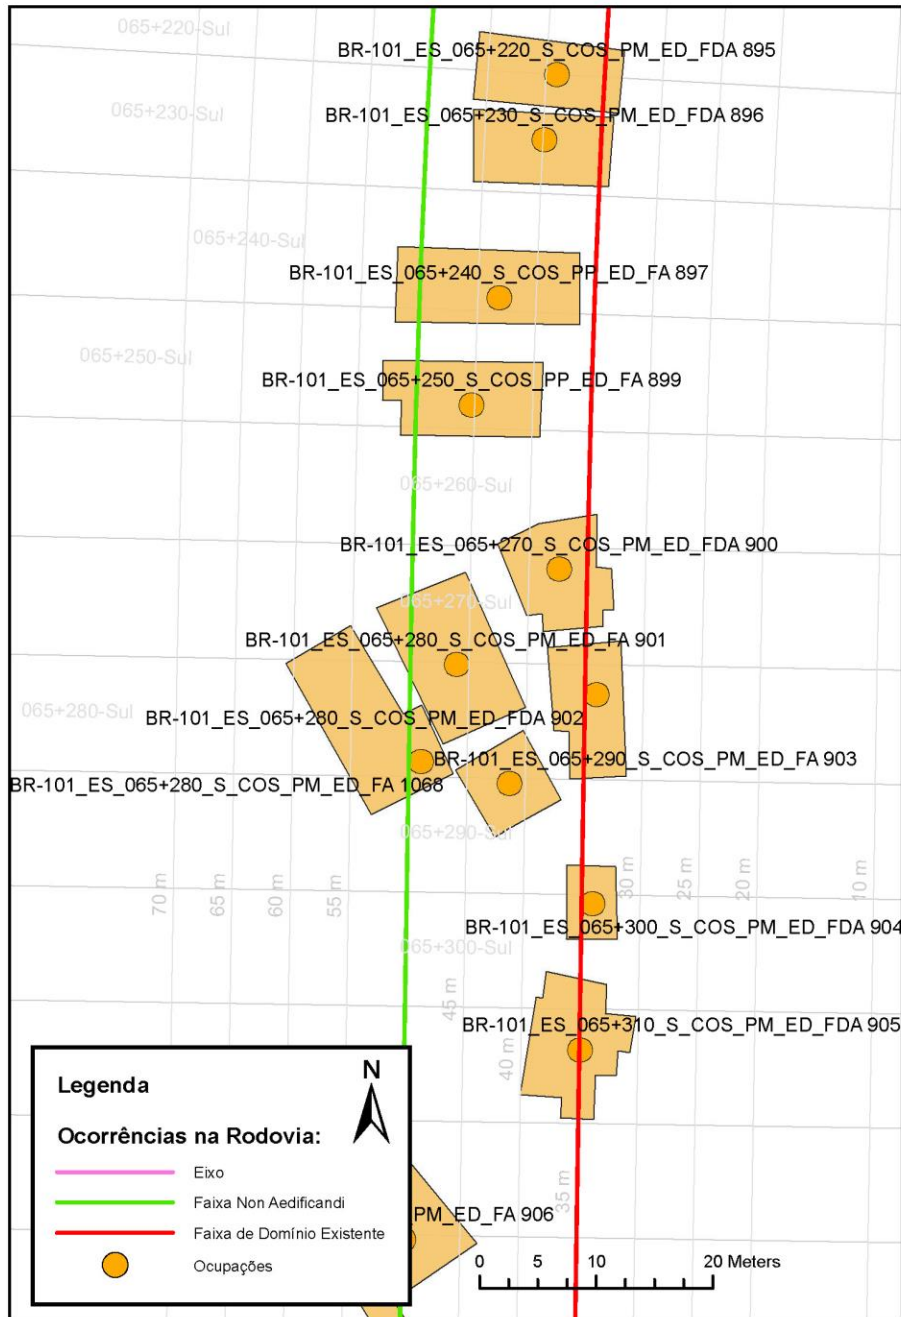 065+220-Sul
BR-101_ES_065+220_S_COS_PM_ED_FDA 895
065+230-Sul
BR-101_ES_065+230_S_COS_PM_ED_FDA 896
065+240-Sul
BR-101_ES_065+240_S_COS_PP_ED_FA 897
065+250-Sul
BR-101_ES_065+250_S_COS_PP_ED_FA 899
065+260-Sul
BR-101_ES_065+270_S_COS_PM_ED_FDA 900
065+270-Sul
BR-101_ES_065+280_S_COS_PM_ED_FA 901
065+280-Sul
BR-101_ES_065+280_S_COS_PM_ED_FDA 902
BR-101_ES_065+290_S_COS_PM_ED_FA 903
BR-101_ES_065+280_S_COS_PM_ED_FA 1068
065+290-Sul
70 m
65 m
60 m
55 m
30 m
25 m
20 m
10 m
BR-101_ES_065+300_S_COS_PM_ED_FDA 904
065+300-Sul
45 m
BR-101_ES_065+310_S_COS_PM_ED_FDA 905
40 m
35 m
PM_ED_FA 906
Legenda
N
Ocorrências na Rodovia:
Eixo
Faixa Non Aedificandi
Faixa de Domínio Existente
Ocupações
0 5 10 20 Meters